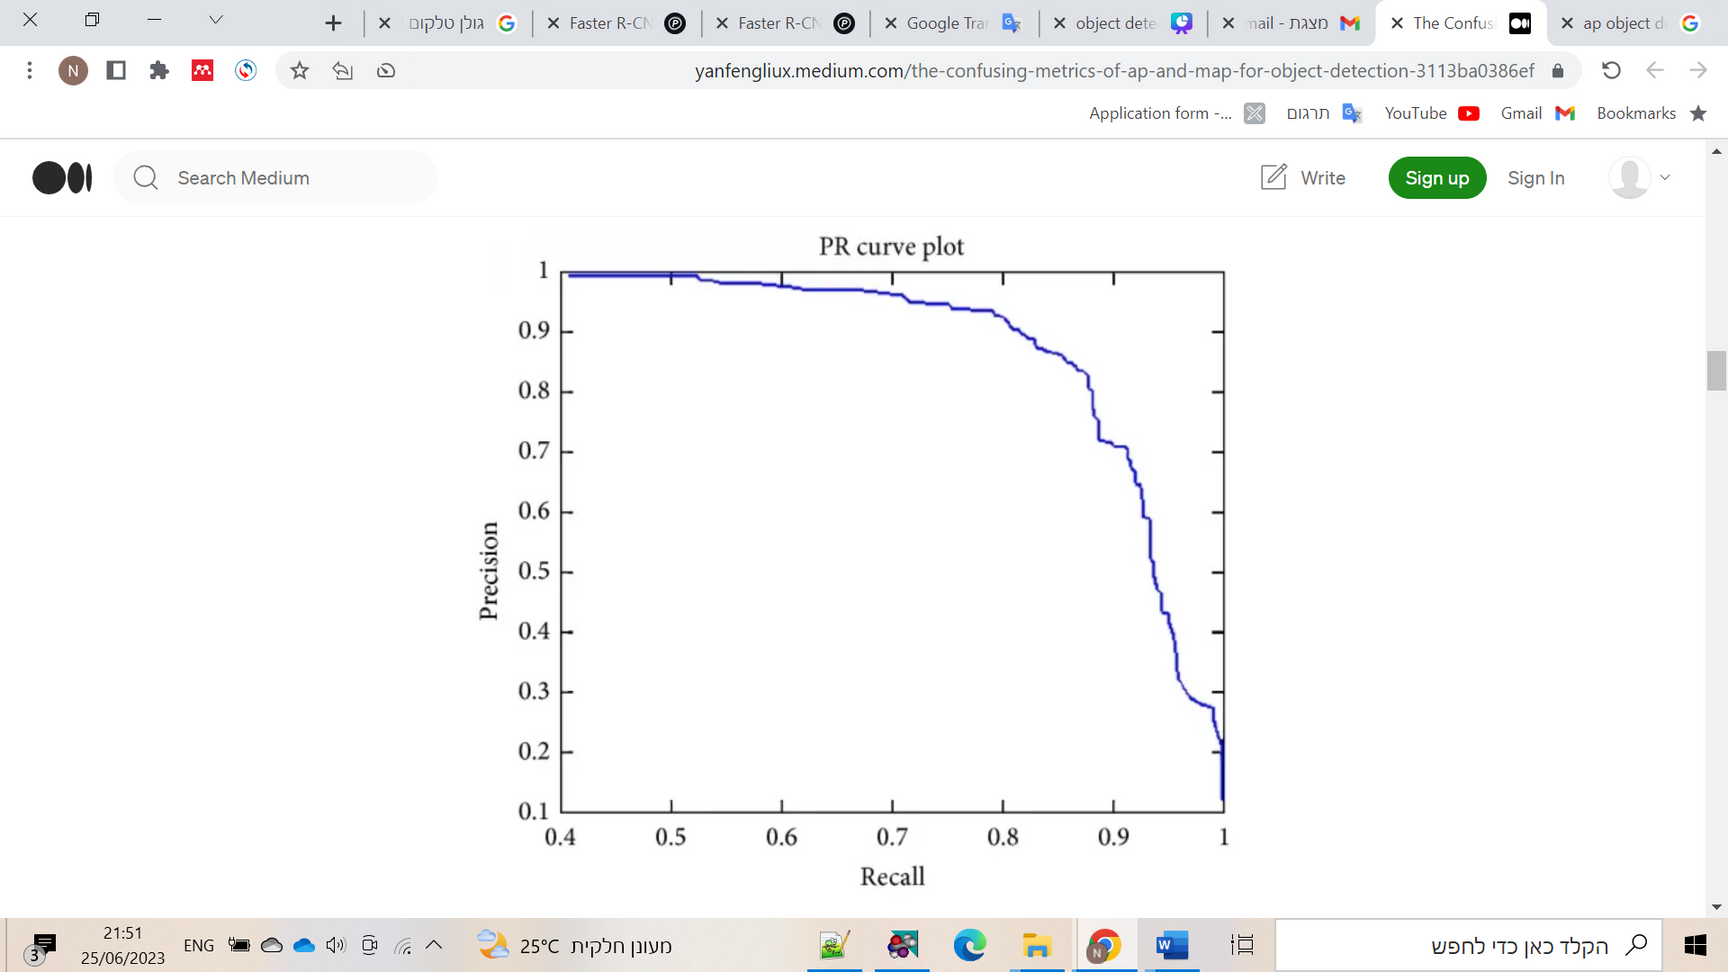 גולן טלקום
Faster R-CN
Faster R-CN
Google Tran
object dete
מצגת - mail
The Confusi
ap object d
N
yanfengliux.medium.com/the-confusing-metrics-of-ap-and-map-for-object-detection-3113ba0386ef
Application form -...
תרגום
YouTube
Gmail
Bookmarks
Search Medium
Write
Sign up
Sign In
PR curve plot
1
0.9
0.8
0.7
0.6
0.5
0.4
0.3
0.2
0.1
Precision
0.4 0.5 0.6 0.7 0.8 0.9 1
Recall
3
21:51
25/06/2023
ENG
25°C מעונן חלקית
N
W
הקלד כאן כדי לחפש